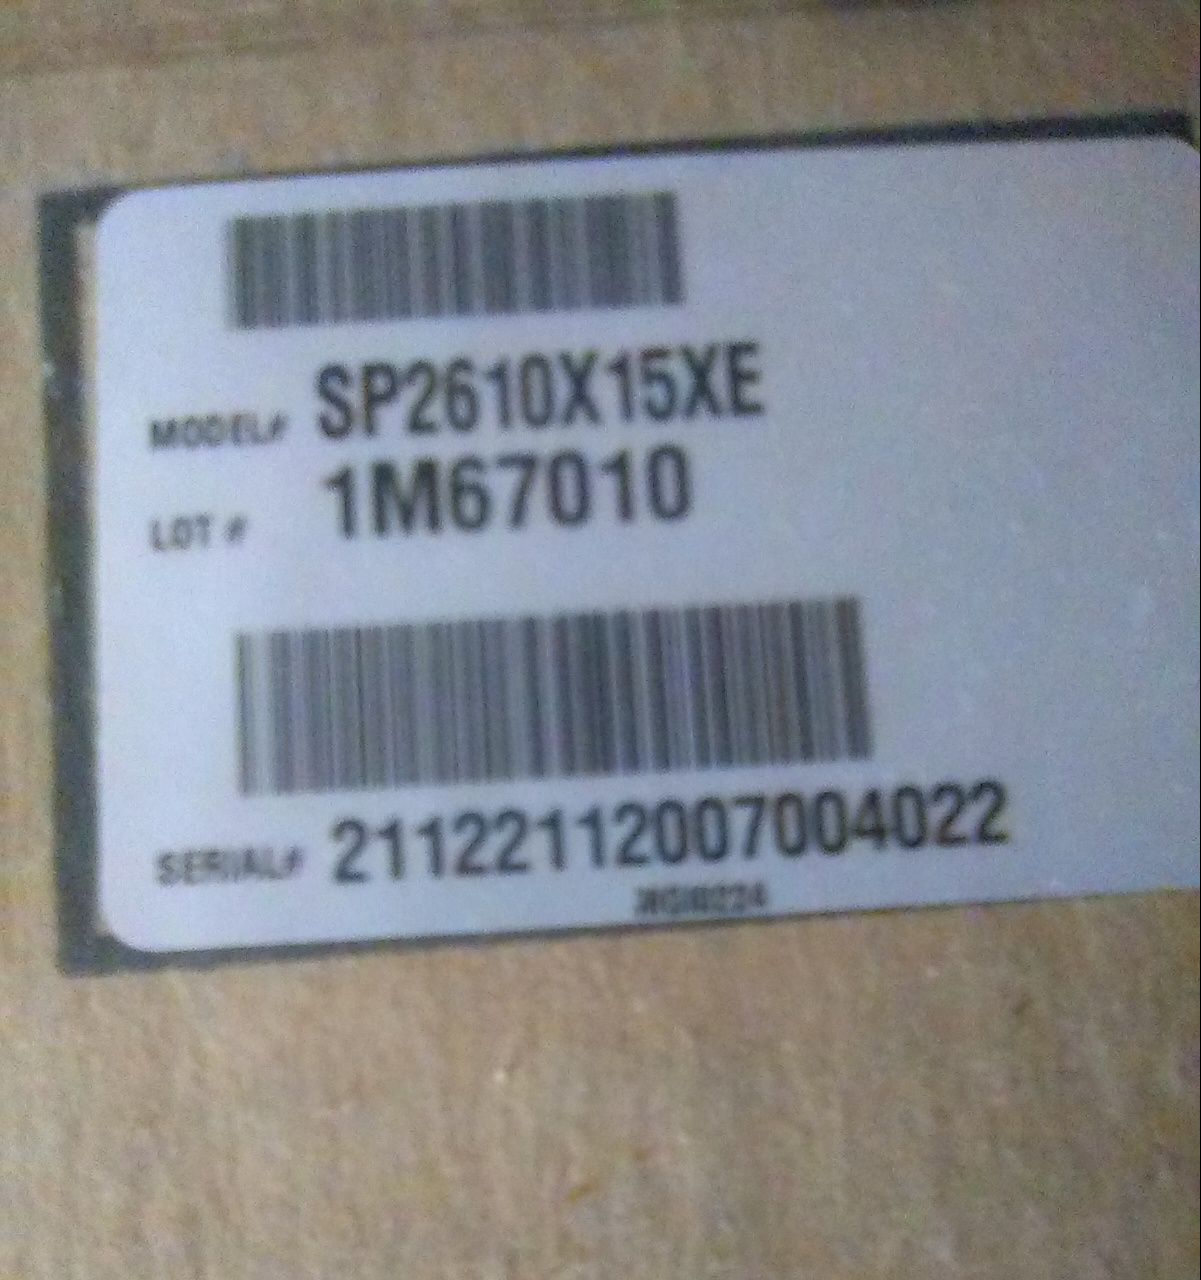 MODEL# SP2610X15XE
LOT # 1M67010
SERIAL# 21122112007004022